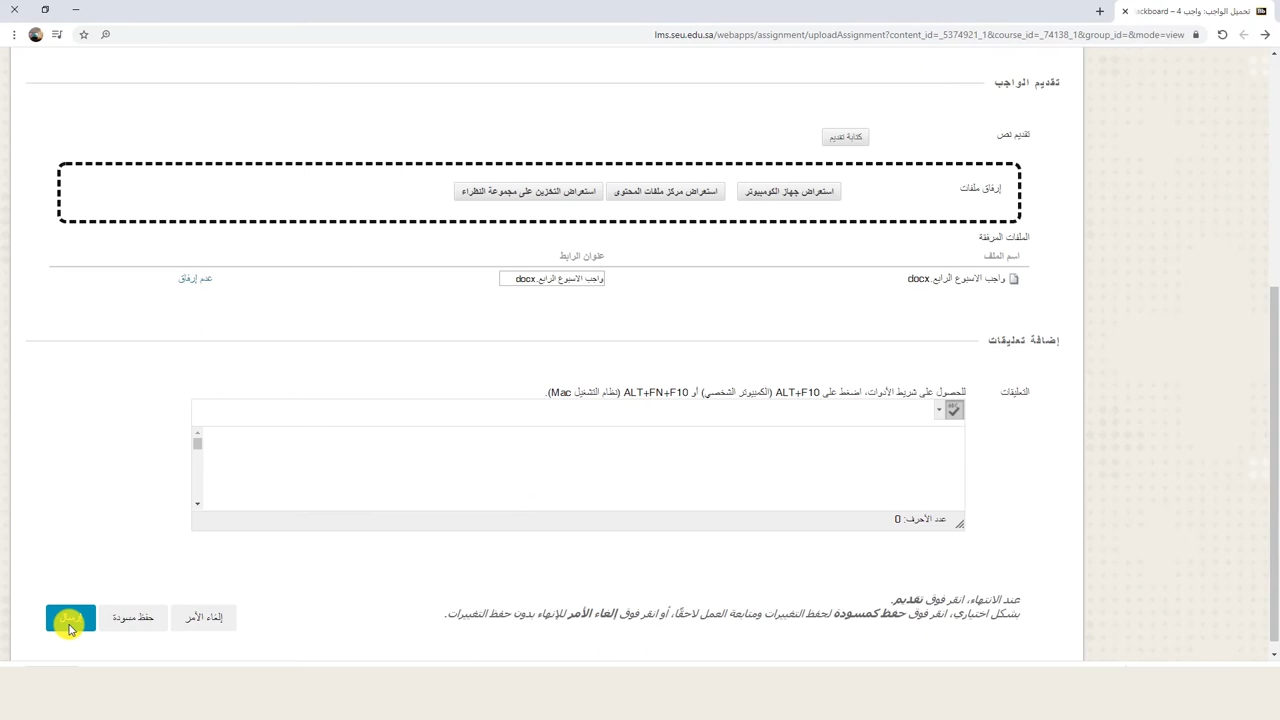 تحميل الواجب: واجب 4 – ckboard
lms.seu.edu.sa/webapps/assignment/uploadAssignment?content_id=_5374921_1&course_id=_74138_1&group_id=&mode=view
تقديم الواجب
تقديم نص
كتابة تقديم
إرفاق ملفات
استعراض جهاز الكومبيوتر
استعراض مركز ملفات المحتوى
استعراض التخزين على مجموعة النظراء
الملفات المرفقة
اسم الملف
عنوان الرابط
واجب الاسبوع الرابع.docx
واجب الاسبوع الرابع.docx
عدم إرفاق
إضافة تعليقات
التعليقات
للحصول على شريط الأدوات، اضغط على ALT+F10 (الكمبيوتر الشخصي) أو ALT+FN+F10 (نظام التشغيل Mac).
عدد الأحرف: 0
عند الانتهاء، انقر فوق تقديم.
بشكل اختياري، انقر فوق حفظ كمسودة لحفظ التغييرات ومتابعة العمل لاحقًا، أو انقر فوق إلغاء الأمر للإنهاء بدون حفظ التغييرات.
إلغاء الأمر
حفظ مسودة
إرسال